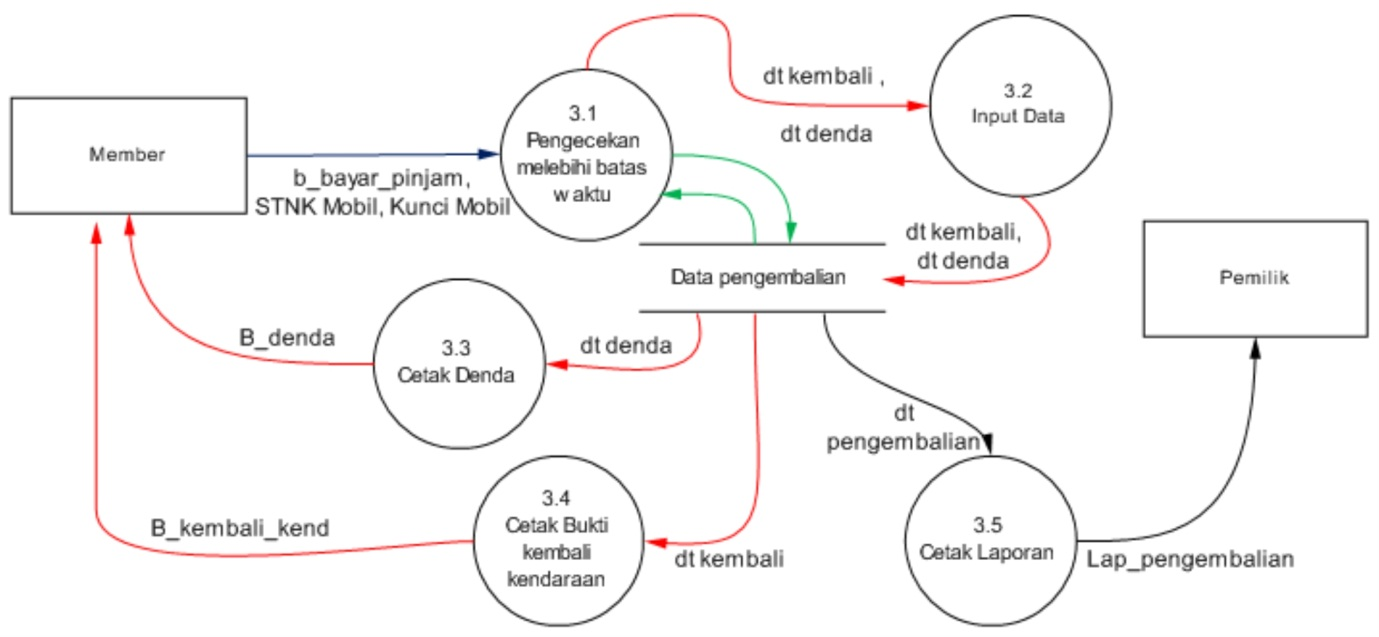 Member
b_bayar_pinjam,
STNK Mobil, Kunci Mobil
3.1
Pengecekan
melebihi batas
w aktu
dt kembali ,
dt denda
3.2
Input Data
dt kembali,
dt denda
Data pengembalian
Pemilik
B_denda
3.3
Cetak Denda
dt denda
dt
pengembalian
B_kembali_kend
3.4
Cetak Bukti
kembali
kendaraan
dt kembali
3.5
Cetak Laporan
Lap_pengembalian